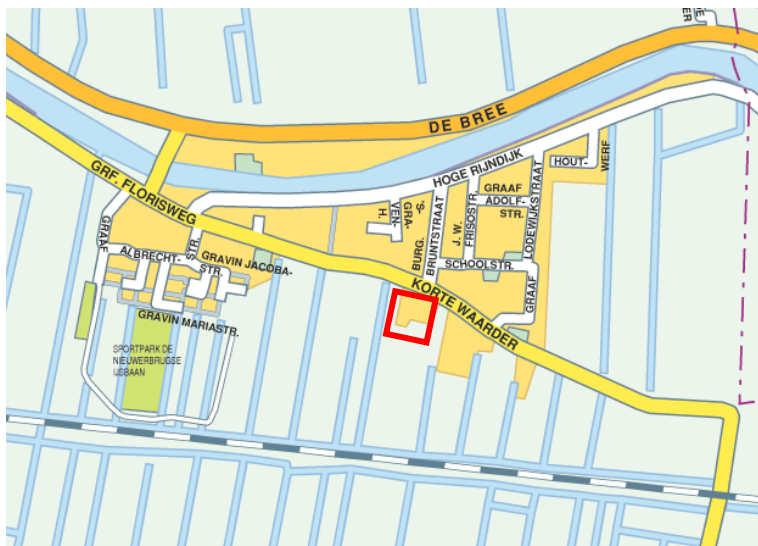 DE BREE
HOGE RIJNDIJK
HOUT-
WERF
GRF. FLORISWEG
GRAAF
ADOLF-
STR.
LODEWIJKSTRAAT
GRAAF
J. W.
FRISOSTR.
'S-
GRA-
VEN-
H.
BURG.
BRUNTSTRAAT
SCHOOLSTR.
KORTE WAARDER
GRAAF
ALBRECHT-
STR.
STR.
GRAVIN JACOBA-
GRAVIN MARIASTR.
SPORTPARK DE
NIEUWERBRUGSE
IJSBAAN